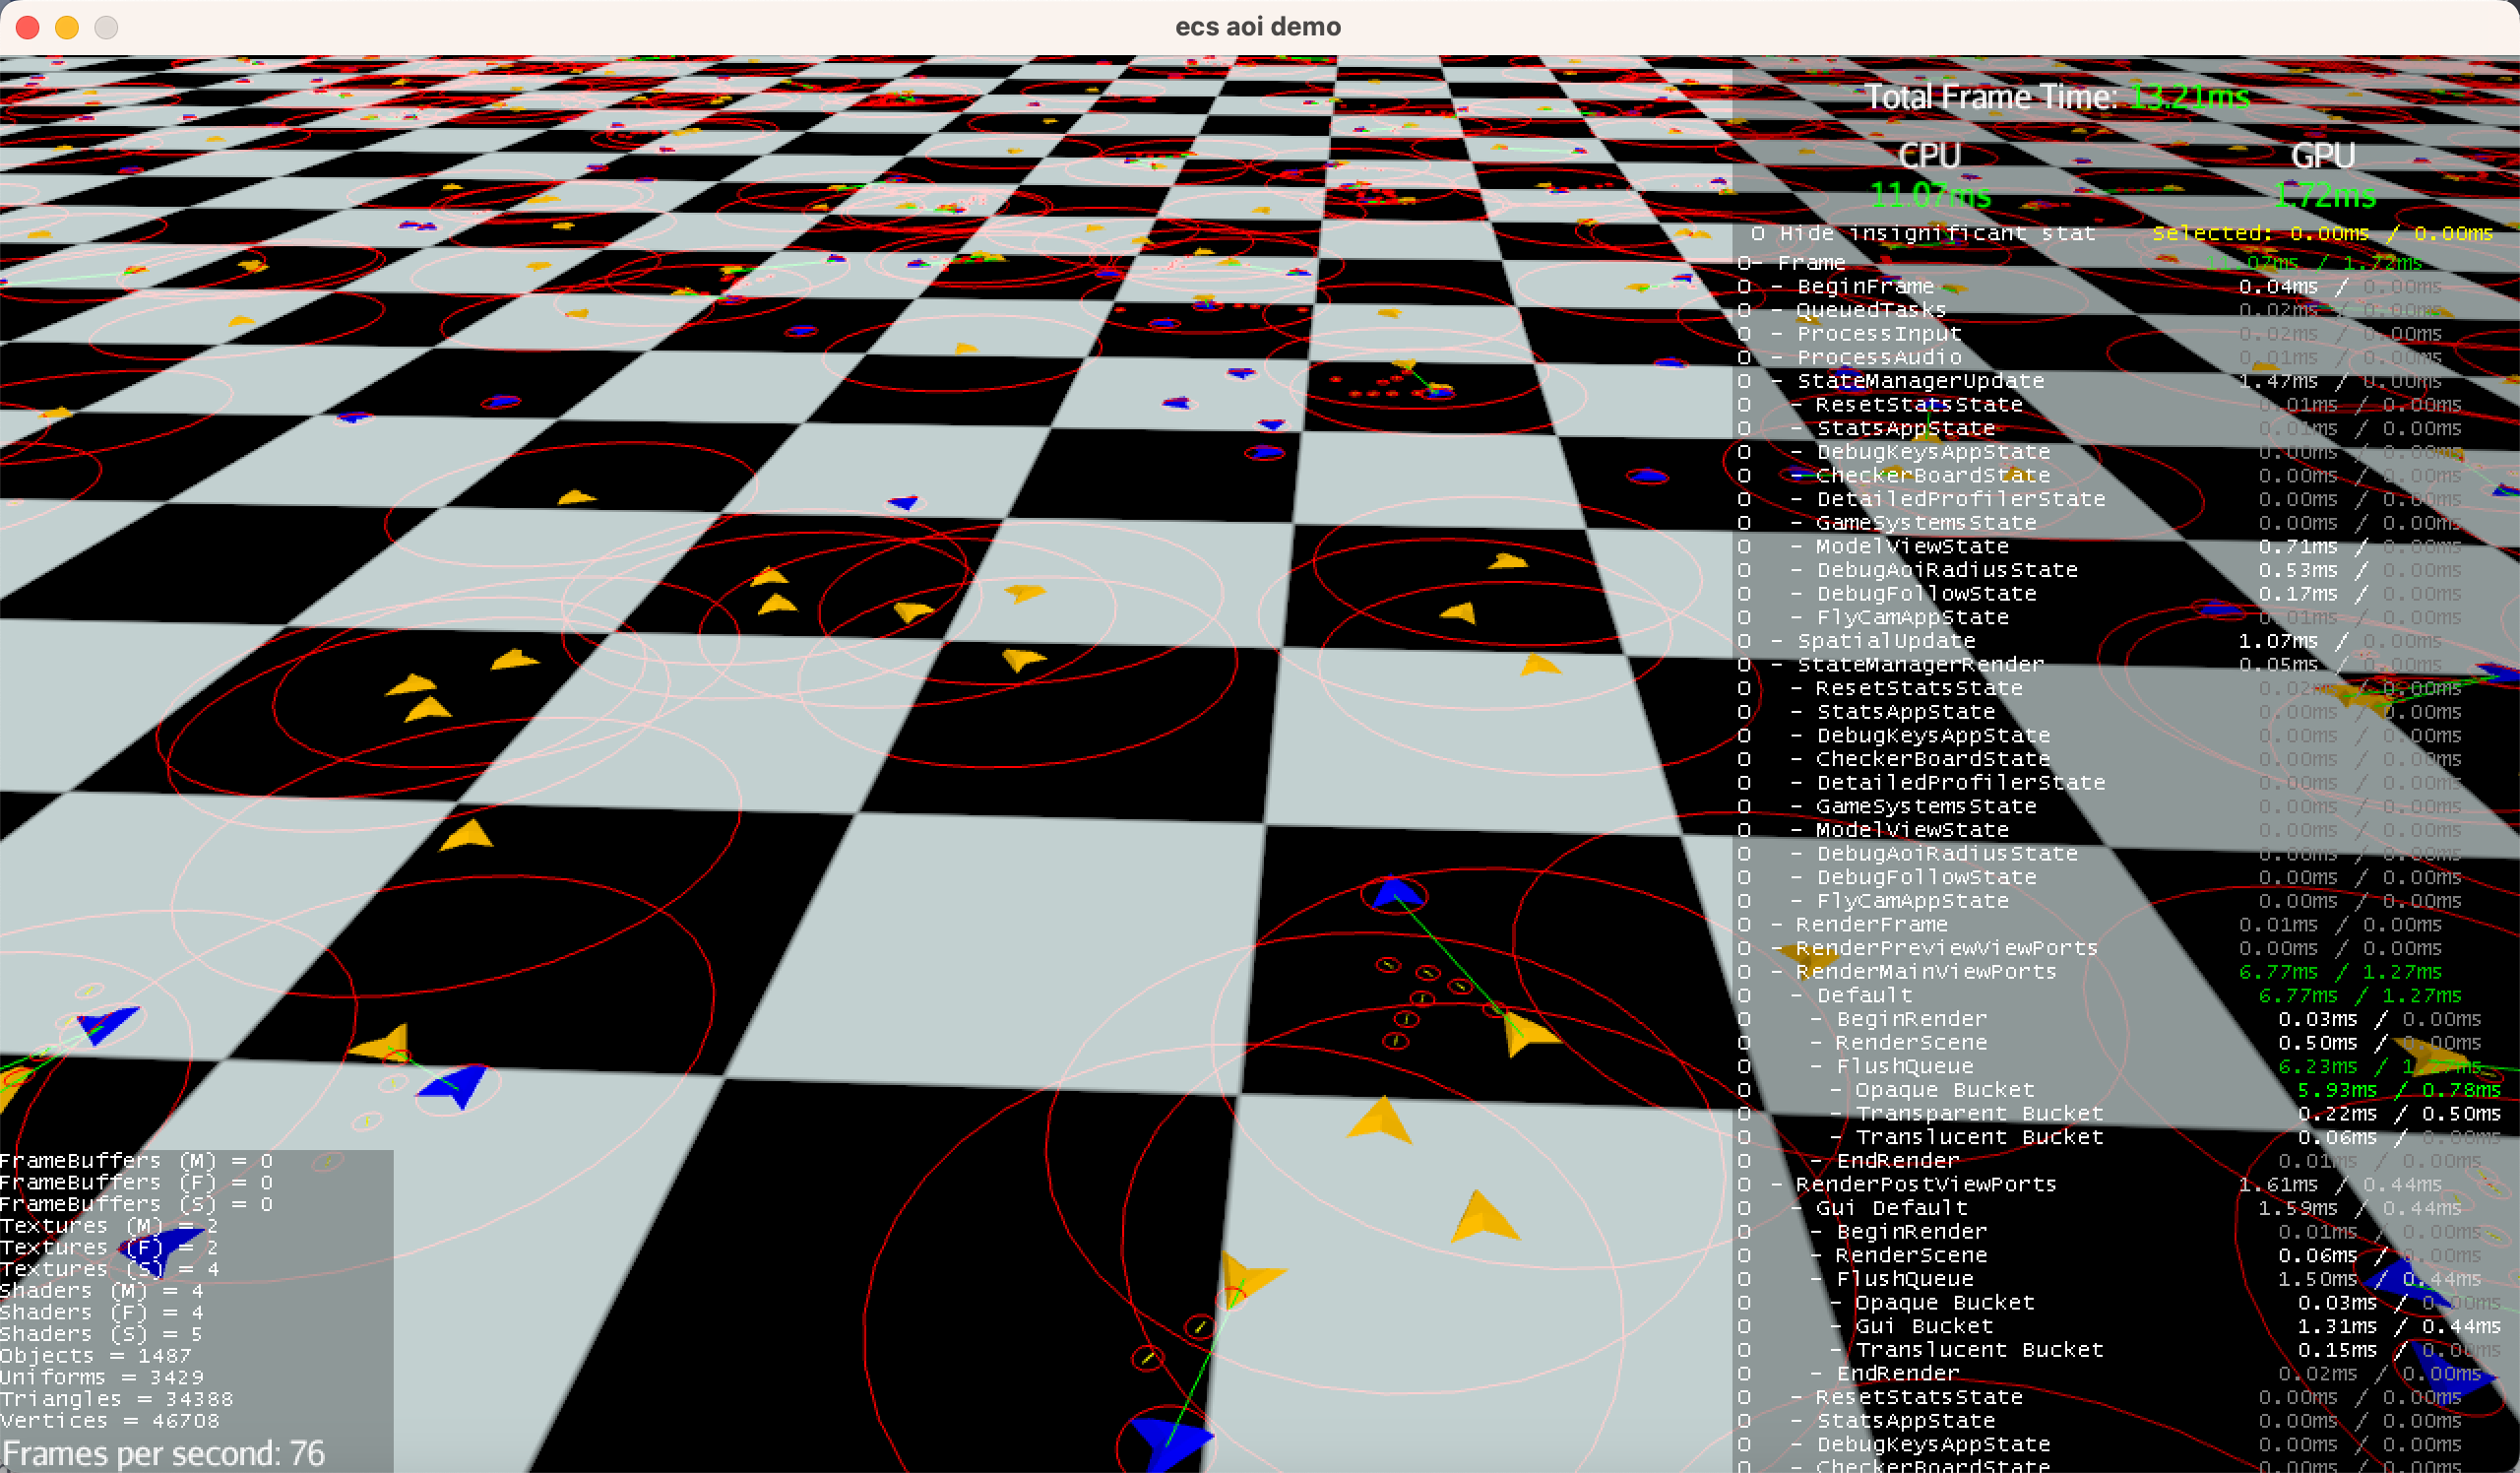 ecs aoi demo
Total Frame Time: 13.21ms
CPU GPU
11.07ms 1.72ms
O Hide insignificant stat Selected: 0.00ms / 0.00ms
O- Frame 11.07ms / 1.72ms
O - BeginFrame 0.04ms / 0.00ms
O - QueuedTasks 0.02ms / 0.00ms
O - ProcessInput 0.02ms / 0.00ms
O - ProcessAudio 0.01ms / 0.00ms
O - StateManagerUpdate 1.47ms / 0.00ms
O - ResetStatsState 0.01ms / 0.00ms
O - StatsAppState 0.01ms / 0.00ms
O - DebugKeysAppState 0.00ms / 0.00ms
O - CheckerBoardState 0.00ms / 0.00ms
O - DetailedProfilerState 0.00ms / 0.00ms
O - GameSystemsState 0.00ms / 0.00ms
O - ModelViewState 0.71ms / 0.00ms
O - DebugAoiRadiusState 0.53ms / 0.00ms
O - DebugFollowState 0.17ms / 0.00ms
O - FlyCamAppState 0.01ms / 0.00ms
O - SpatialUpdate 1.07ms / 0.00ms
O - StateManagerRender 0.05ms / 0.00ms
O - ResetStatsState 0.02ms / 0.00ms
O - StatsAppState 0.00ms / 0.00ms
O - DebugKeysAppState 0.00ms / 0.00ms
O - CheckerBoardState 0.00ms / 0.00ms
O - DetailedProfilerState 0.00ms / 0.00ms
O - GameSystemsState 0.00ms / 0.00ms
O - ModelViewState 0.00ms / 0.00ms
O - DebugAoiRadiusState 0.00ms / 0.00ms
O - DebugFollowState 0.00ms / 0.00ms
O - FlyCamAppState 0.00ms / 0.00ms
O - RenderFrame 0.01ms / 0.00ms
O - RenderPreviewViewPorts 0.00ms / 0.00ms
O - RenderMainViewPorts 6.77ms / 1.27ms
O - Default 6.77ms / 1.27ms
O - BeginRender 0.03ms / 0.00ms
O - RenderScene 0.50ms / 0.00ms
O - FlushQueue 6.23ms / 1.27ms
O - Opaque Bucket 5.93ms / 0.78ms
O - Transparent Bucket 0.22ms / 0.50ms
O - Translucent Bucket 0.06ms / 0.00ms
O - EndRender 0.01ms / 0.00ms
O - RenderPostViewPorts 1.61ms / 0.44ms
O - Gui Default 1.59ms / 0.44ms
O - BeginRender 0.01ms / 0.00ms
O - RenderScene 0.06ms / 0.00ms
O - FlushQueue 1.50ms / 0.44ms
O - Opaque Bucket 0.03ms / 0.00ms
O - Gui Bucket 1.31ms / 0.44ms
O - Translucent Bucket 0.15ms / 0.00ms
O - EndRender 0.02ms / 0.00ms
O - ResetStatsState 0.00ms / 0.00ms
O - StatsAppState 0.00ms / 0.00ms
O - DebugKeysAppState 0.00ms / 0.00ms
O - CheckerBoardState 0.00ms / 0.00ms
FrameBuffers (M) = 0
FrameBuffers (F) = 0
FrameBuffers (S) = 0
Textures (M) = 2
Textures (F) = 2
Textures (S) = 4
Shaders (M) = 4
Shaders (F) = 4
Shaders (S) = 5
Objects = 1487
Uniforms = 3429
Triangles = 34388
Vertices = 46708
Frames per second: 76